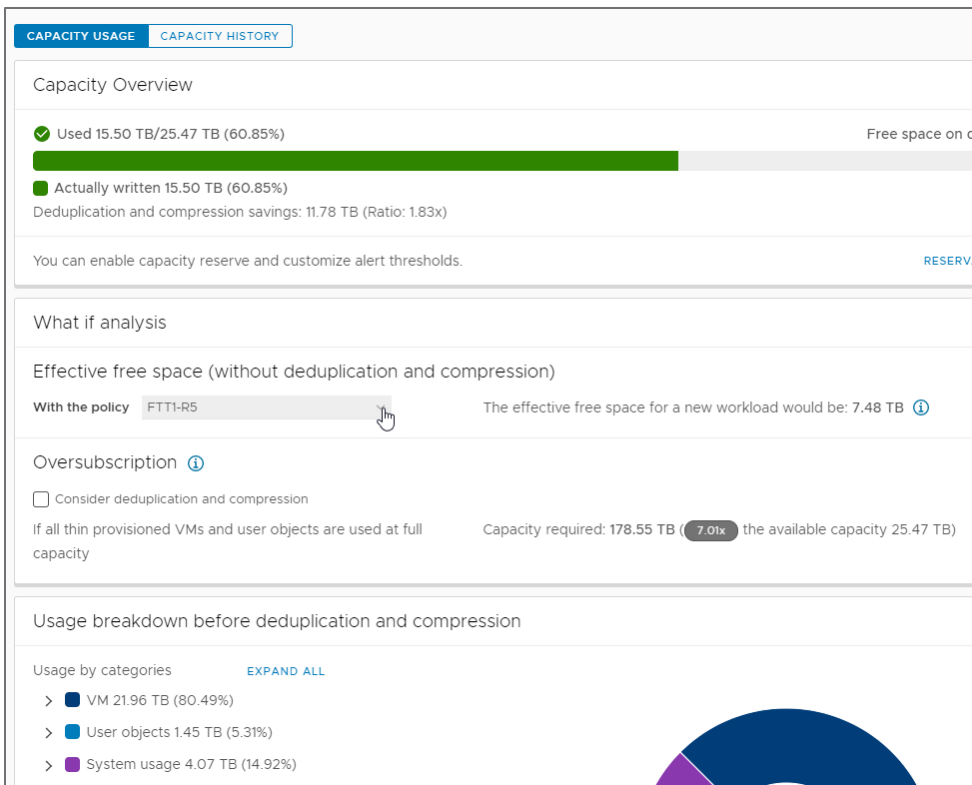 CAPACITY USAGE CAPACITY HISTORY
Capacity Overview
Used 15.50 TB/25.47 TB (60.85%) Free space on
Actually written 15.50 TB (60.85%)
Deduplication and compression savings: 11.78 TB (Ratio: 1.83x)
You can enable capacity reserve and customize alert thresholds.
What if analysis
Effective free space (without deduplication and compression)
With the policy FTT1-R5 The effective free space for a new workload would be: 7.48 TB
Oversubscription
Consider deduplication and compression
If all thin provisioned VMs and user objects are used at full
capacity
Capacity required: 178.55 TB ( 7.01x the available capacity 25.47 TB)
Usage breakdown before deduplication and compression
Usage by categories EXPAND ALL
VM 21.96 TB (80.49%)
User objects 1.45 TB (5.31%)
System usage 4.07 TB (14.92%)